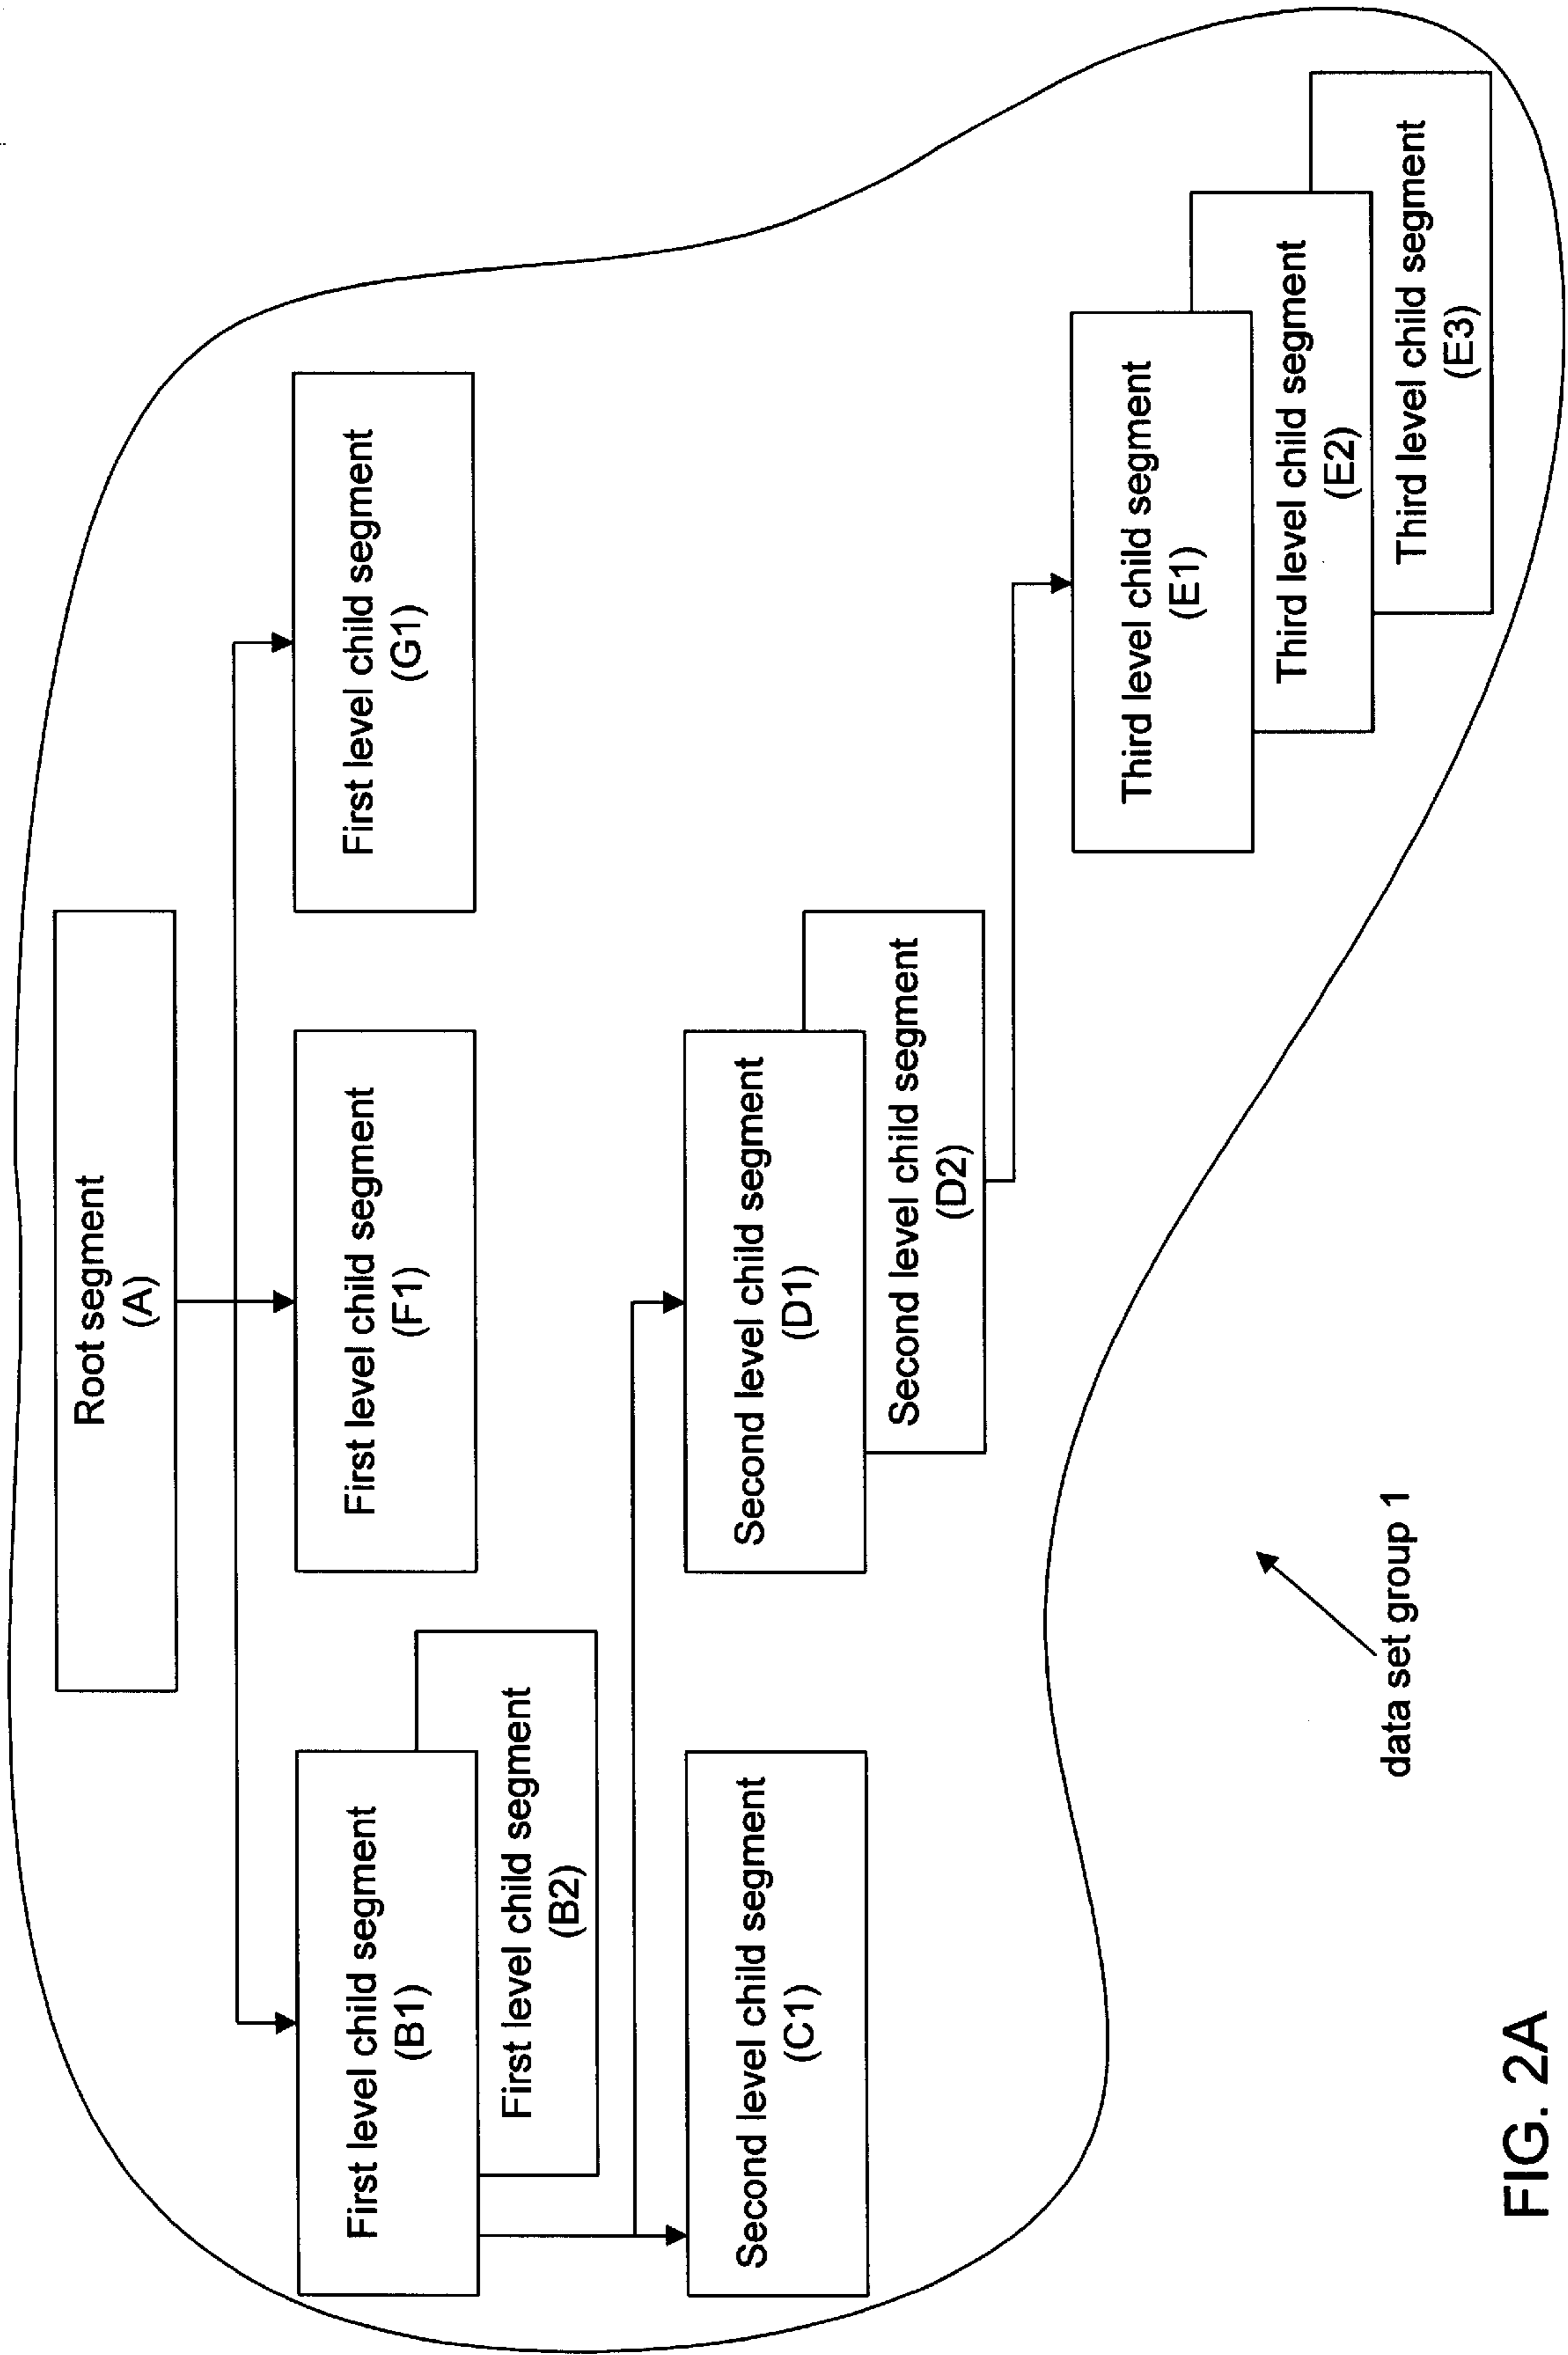 Root segment
(A)
First level child segment
(B1)
First level child segment
(B2)
First level child segment
(F1)
First level child segment
(G1)
Second level child segment
(C1)
Second level child segment
(D1)
Second level child segment
(D2)
Third level child segment
(E1)
Third level child segment
(E2)
Third level child segment
(E3)
data set group 1
FIG. 2A